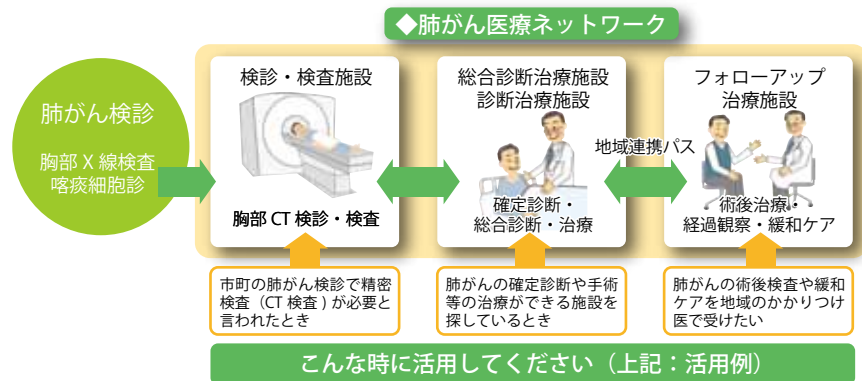 ◆肺がん医療ネットワーク
肺がん検診
胸部 X 線検査
喀痰細胞診
検診・検査施設
胸部 CT 検診・検査
総合診断治療施設
診断治療施設
確定診断・
総合診断・治療
地域連携パス
フォローアップ
治療施設
術後治療・
経過観察・緩和ケア
市町の肺がん検診で精密
検査（CT 検査 ) が必要と
言われたとき
肺がんの確定診断や手術
等の治療ができる施設を
探しているとき
肺がんの術後検査や緩和
ケアを地域のかかりつけ
医で受けたい
こんな時に活用してください（上記：活用例）